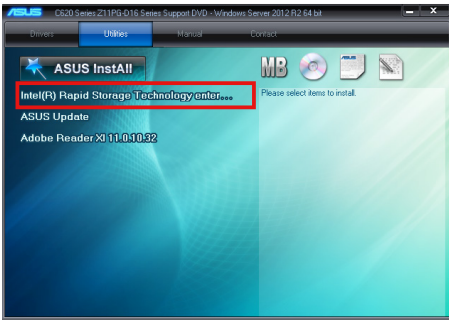 ASUS C620 Series Z11PG-D16 Series Support DVD - Windows Server 2012 R2 64 bit
Drivers Utilities Manual Contact
ASUS InstAll
MB
Intel(R) Rapid Storage Technology enter...
Please select items to install.
ASUS Update
Adobe Reader XI 11.0.10.32